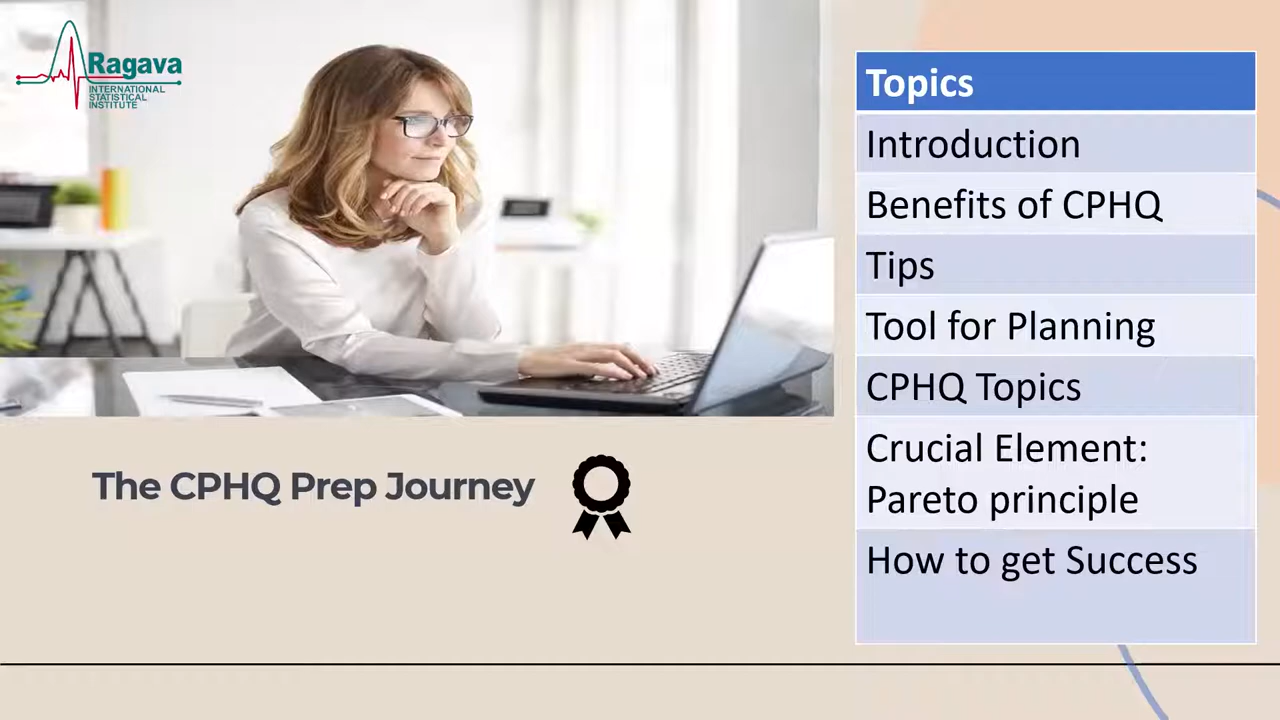 Ragava
INTERNATIONAL
STATISTICAL
INSTITUTE
The CPHQ Prep Journey
Topics
Introduction
Benefits of CPHQ
Tips
Tool for Planning
CPHQ Topics
Crucial Element:
Pareto principle
How to get Success